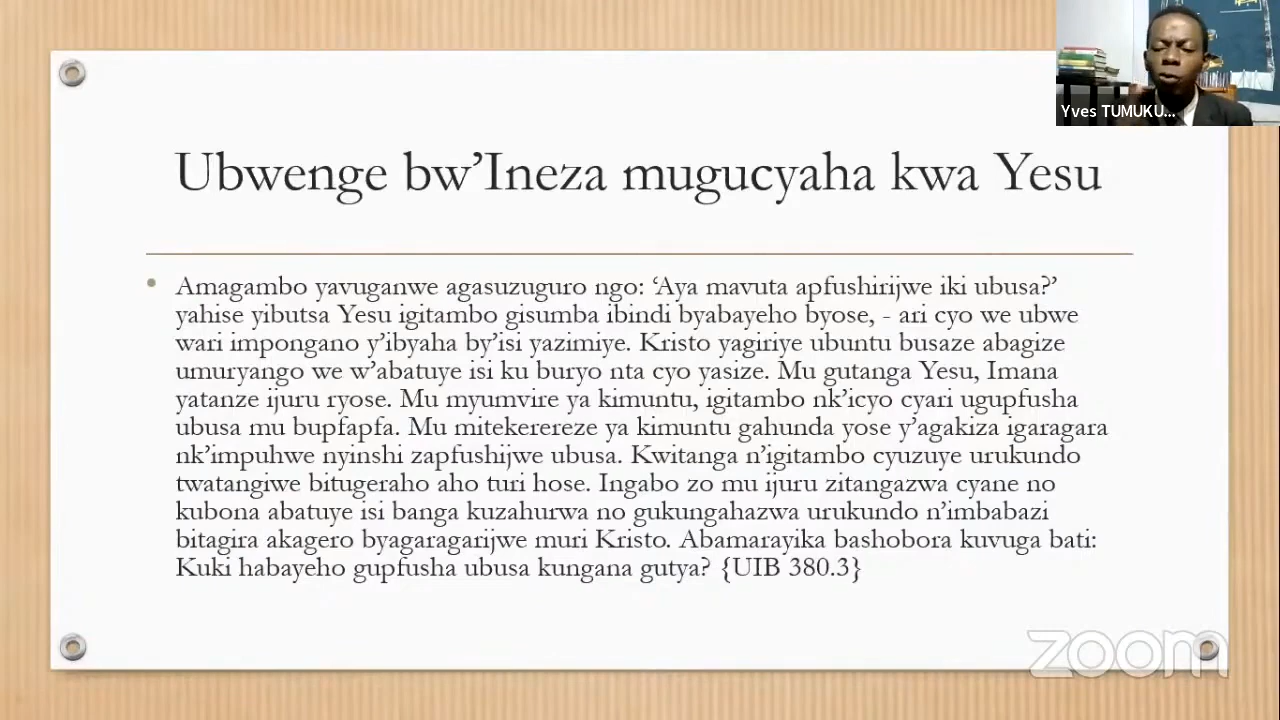 Yves TUMUKU...
Ubwenge bw’Ineza mugucyaha kwa Yesu
• Amagambo yavuganwe agasuzuguro ngo: ‘Aya mavuta apfushirijwe iki ubusa?’
yahise yibutsa Yesu igitambo gisumba ibindi byabayeho byose, - ari cyo we ubwe
wari impongano y’ibyaha by’isi yazimiye. Kristo yagiriye ubuntu busaze abagize
umuryango we w’abatuye isi ku buryo nta cyo yasize. Mu gutanga Yesu, Imana
yatanze ijuru ryose. Mu myumvire ya kimuntu, igitambo nk’icyo cyari ugupfusha
ubusa mu bupfapfa. Mu mitekerereze ya kimuntu gahunda yose y’agakiza igaragara
nk’impuhwe nyinshi zapfushijwe ubusa. Kwitanga n’igitambo cyuzuye urukundo
twatangiwe bitugeraho aho turi hose. Ingabo zo mu ijuru zitangazwa cyane no
kubona abatuye isi banga kuzahurwa no gukungahazwa urukundo n’imbabazi
bitagira akagero byagaragarijwe muri Kristo. Abamarayika bashobora kuvuga bati:
Kuki habayeho gupfusha ubusa kungana gutya? {UIB 380.3}
zoom